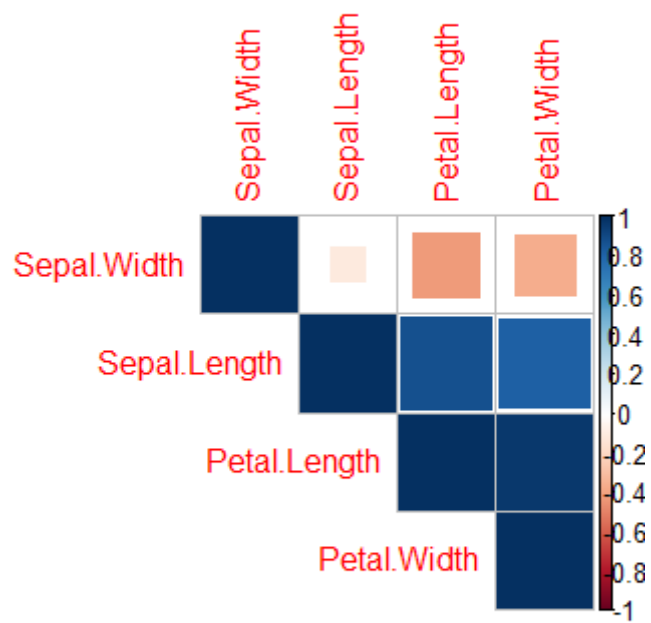 Sepal.Width
Sepal.Length
Petal.Length
Petal.Width
Sepal.Width
Sepal.Length
Petal.Length
Petal.Width
1
0.8
0.6
0.4
0.2
0
-0.2
-0.4
-0.6
-0.8
-1